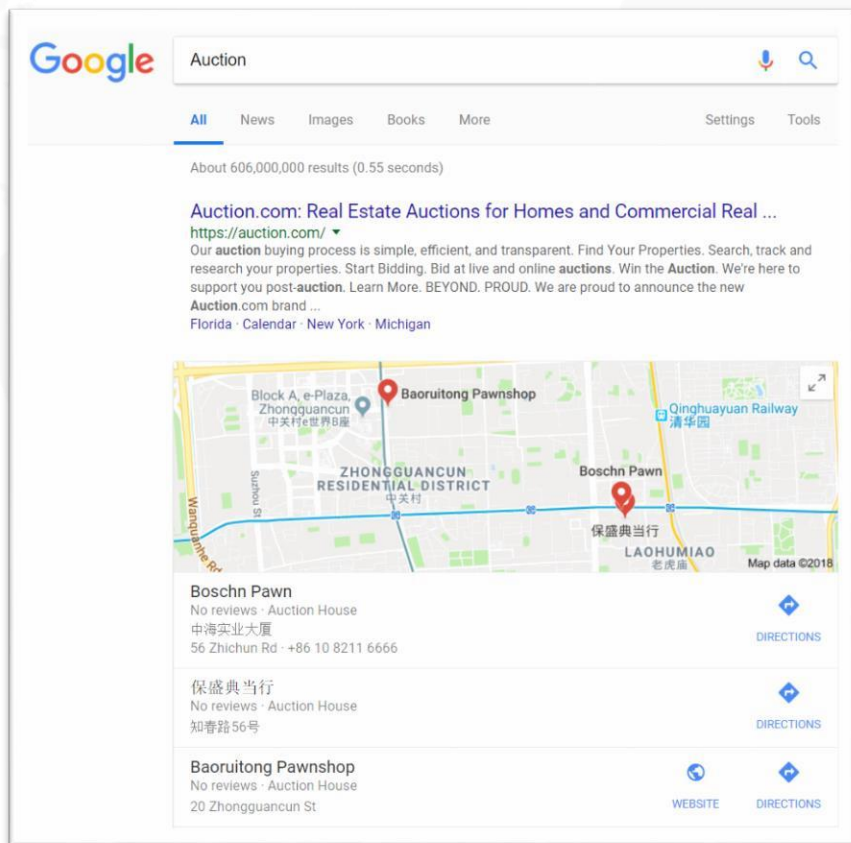 Google
Auction
All News Images Books More Settings Tools
About 606,000,000 results (0.55 seconds)
Auction.com: Real Estate Auctions for Homes and Commercial Real ...
https://auction.com/
Our auction buying process is simple, efficient, and transparent. Find Your Properties. Search, track and
research your properties. Start Bidding. Bid at live and online auctions. Win the Auction. We're here to
support you post-auction. Learn More. BEYOND. PROUD. We are proud to announce the new
Auction.com brand ...
Florida · Calendar · New York · Michigan
Block A, e-Plaza,
Zhongguancun
中关村e世界B座
Baoruitong Pawnshop
Qinghuayuan Railway
清华园
Suzhou St
ZHONGGUANCUN
RESIDENTIAL DISTRICT
中关村
Boschn Pawn
Wanquanhe Rd
保盛典当行
LAOHUMIAO
老虎庙
Map data ©2018
Boschn Pawn
No reviews · Auction House
中海实业大厦
56 Zhichun Rd · +86 10 8211 6666
DIRECTIONS
保盛典当行
No reviews · Auction House
知春路56号
DIRECTIONS
Baoruitong Pawnshop
No reviews · Auction House
20 Zhongguancun St
WEBSITE DIRECTIONS